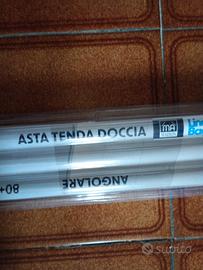 ASTA TENDA DOCCIA
ANGOLARE
80+
subito